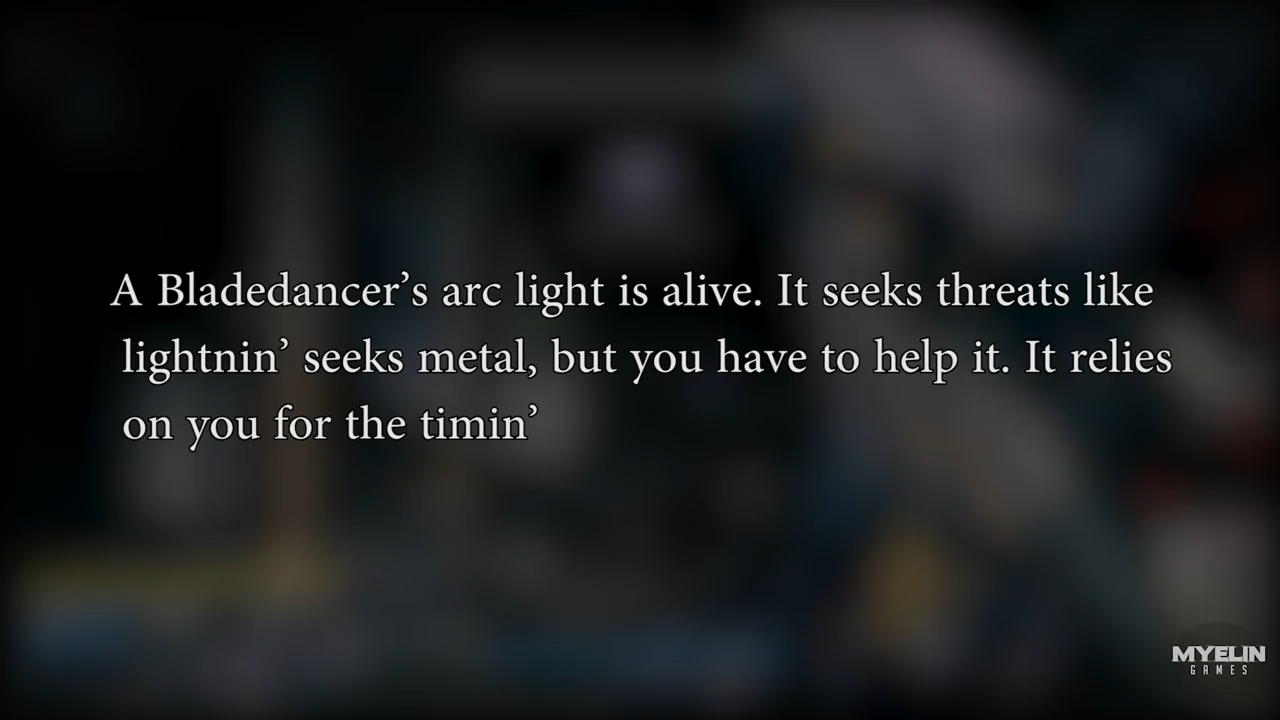 A Bladedancer’s arc light is alive. It seeks threats like
lightnin’ seeks metal, but you have to help it. It relies
on you for the timin’
MYELIN
GAMES